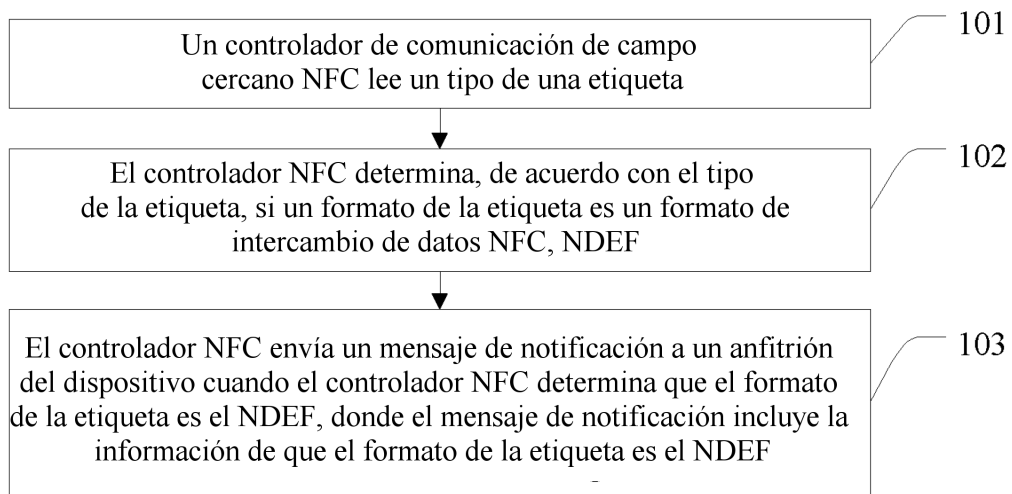 Un controlador de comunicación de campo
cercano NFC lee un tipo de una etiqueta
101
El controlador NFC determina, de acuerdo con el tipo
de la etiqueta, si un formato de la etiqueta es un formato de
intercambio de datos NFC, NDEF
102
El controlador NFC envía un mensaje de notificación a un anfitrión
del dispositivo cuando el controlador NFC determina que el formato
de la etiqueta es el NDEF, donde el mensaje de notificación incluye la
información de que el formato de la etiqueta es el NDEF
103